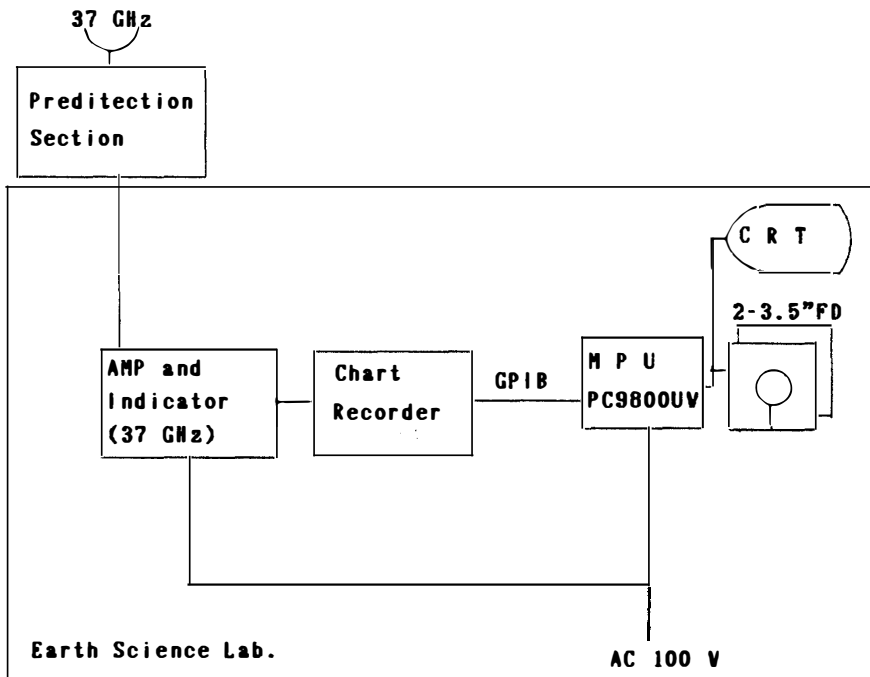 37 GHz
Preditection
Section
C R T
2-3.5”FD
AMP and
Indicator
(37 GHz)
Chart
Recorder
GPIB
M P U
PC9800UV
Earth Science Lab.
AC 100 V